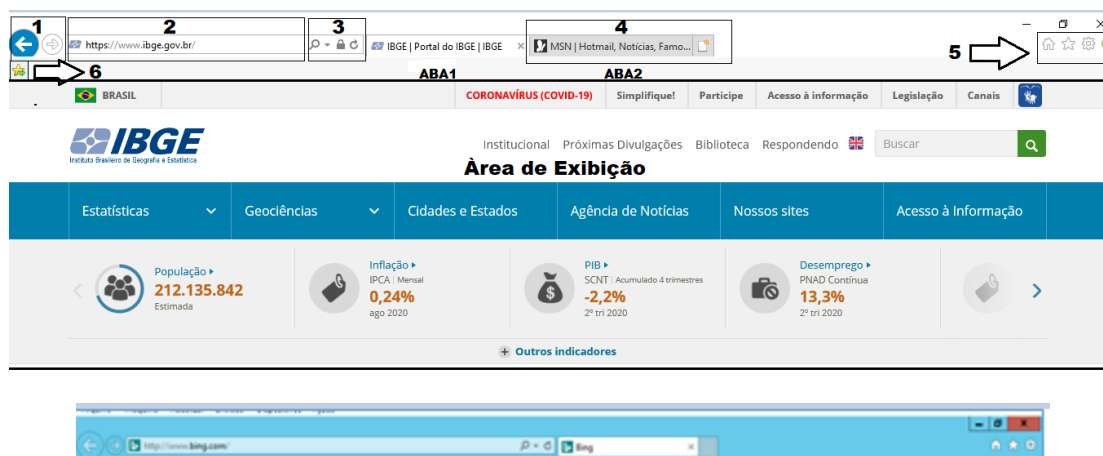 1 2 3 4
https://www.ibge.gov.br/ IBGE | Portal do IBGE | IBGE MSN | Hotmail, Notícias, Famo...
5
6 ABA1 ABA2
BRASIL CORONAVÍRUS (COVID-19) Simplifique! Participe Acesso à informação Legislação Canais
IBGE
Instituto Brasileiro de Geografia e Estatística
Institucional Próximas Divulgações Biblioteca Respondendo Buscar
Àrea de Exibição
Estatísticas Geociências Cidades e Estados Agência de Notícias Nossos sites Acesso à Informação
População Inflação PIB Desemprego
IPCA | Mensal SCNT | Acumulado 4 trimestres PNAD Contínua
212.135.842 0,24% -2,2% 13,3%
Estimada ago 2020 2º tri 2020 2º tri 2020
+ Outros indicadores
http://www.bing.com/ Bing